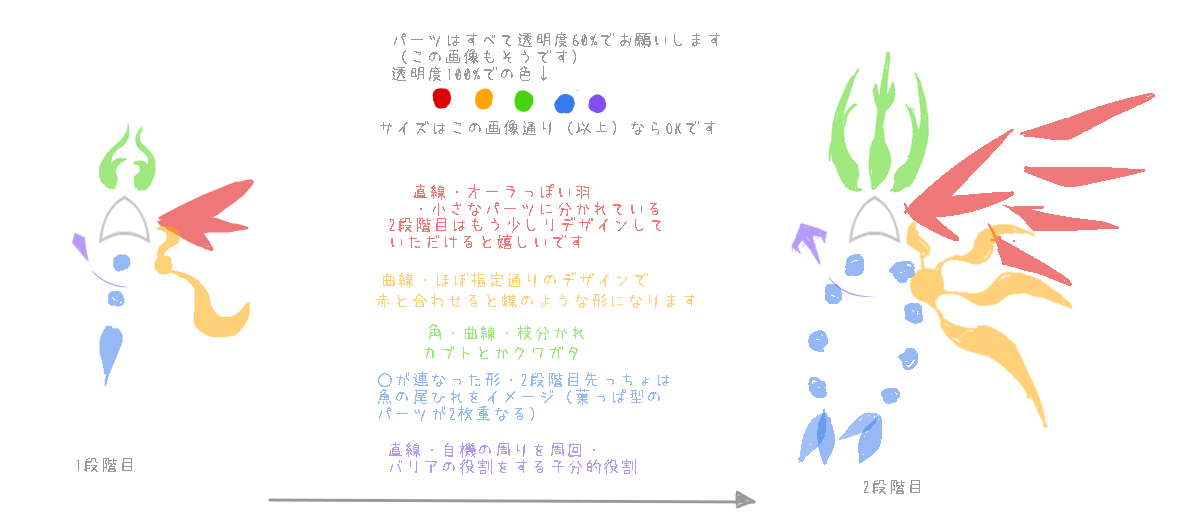 パーツはすべて透明度60%でお願いします
（この画像もそうです）
透明度100%での色↓
サイズはこの画像通り（以上）ならOKです
直線・オーラっぽい羽
・小さなパーツに分かれている
2段階目はもう少しリデザインして
いただけると嬉しいです
曲線・ほぼ指定通りのデザインで
赤と合わせると蝶のような形になります
角・曲線・枝分かれ
カブトとかクワガタ
〇が連なった形・2段階目先っちょは
魚の尾ひれをイメージ（葉っぱ型の
パーツが2枚重なる）
直線・自機の周りを周回・
バリアの役割をする子分的役割
1段階目
2段階目